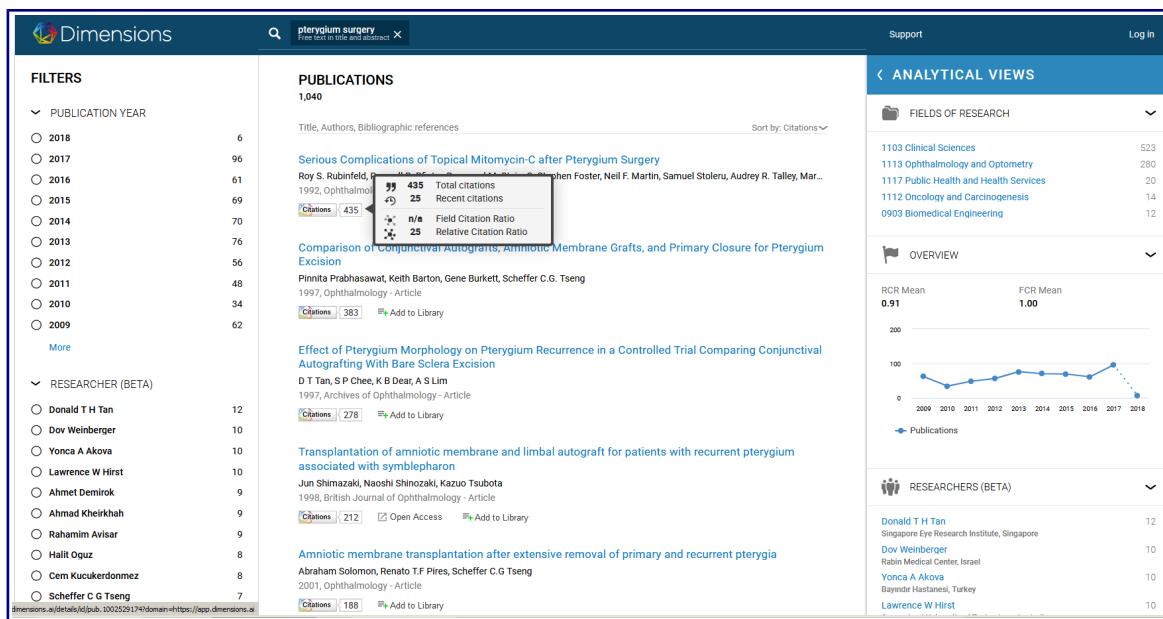 Dimensions
pterygium surgery
Free text in title and abstract
Support
Log in
FILTERS
PUBLICATION YEAR
2018 6
2017 96
2016 61
2015 69
2014 70
2013 76
2012 56
2011 48
2010 34
2009 62
More
RESEARCHER (BETA)
Donald T H Tan 12
Dov Weinberger 10
Yonca A Akova 10
Lawrence W Hirst 10
Ahmet Demirok 9
Ahmad Kheirkhah 9
Rahamim Avisar 9
Halit Oguz 8
Cem Kucukerdonmez 8
Scheffer C G Tseng 7
dimensions.ai/details/id/pub.1002529174?domain=https://app.dimensions.ai
PUBLICATIONS
1,040
Title, Authors, Bibliographic references
Sort by: Citations
Serious Complications of Topical Mitomycin-C after Pterygium Surgery
Roy S. Rubinfeld, Stephen Foster, Neil F. Martin, Samuel Stoleru, Audrey R. Talley, Mar...
1992, Ophthalmol
Citations 435
435 Total citations
25 Recent citations
n/a Field Citation Ratio
25 Relative Citation Ratio
Comparison of Conjunctival Autografts, Amniotic Membrane Grafts, and Primary Closure for Pterygium
Excision
Pinnita Prabhasawat, Keith Barton, Gene Burkett, Scheffer C.G. Tseng
1997, Ophthalmology - Article
Citations 383 Add to Library
Effect of Pterygium Morphology on Pterygium Recurrence in a Controlled Trial Comparing Conjunctival
Autografting With Bare Sclera Excision
D T Tan, S P Chee, K B Dear, A S Lim
1997, Archives of Ophthalmology - Article
Citations 278 Add to Library
Transplantation of amniotic membrane and limbal autograft for patients with recurrent pterygium
associated with symblepharon
Jun Shimazaki, Naoshi Shinozaki, Kazuo Tsubota
1998, British Journal of Ophthalmology - Article
Citations 212 Open Access Add to Library
Amniotic membrane transplantation after extensive removal of primary and recurrent pterygia
Abraham Solomon, Renato T.F Pires, Scheffer C.G Tseng
2001, Ophthalmology - Article
Citations 188 Add to Library
ANALYTICAL VIEWS
FIELDS OF RESEARCH
1103 Clinical Sciences 523
1113 Ophthalmology and Optometry 280
1117 Public Health and Health Services 20
1112 Oncology and Carcinogenesis 14
0903 Biomedical Engineering 12
OVERVIEW
RCR Mean FCR Mean
0.91 1.00
200
100
0
2009 2010 2011 2012 2013 2014 2015 2016 2017 2018
Publications
RESEARCHERS (BETA)
Donald T H Tan 12
Singapore Eye Research Institute, Singapore
Dov Weinberger 10
Rabin Medical Center, Israel
Yonca A Akova 10
Bayındır Hastanesi, Turkey
Lawrence W Hirst 10